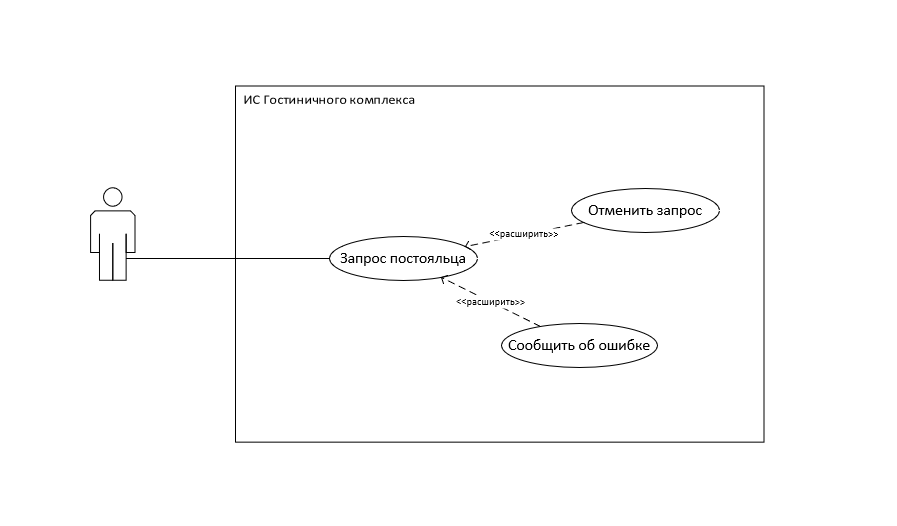 ИС Гостиничного комплекса
Отменить запрос
<<расширить>>
Запрос постояльца
<<расширить>>
Сообщить об ошибке